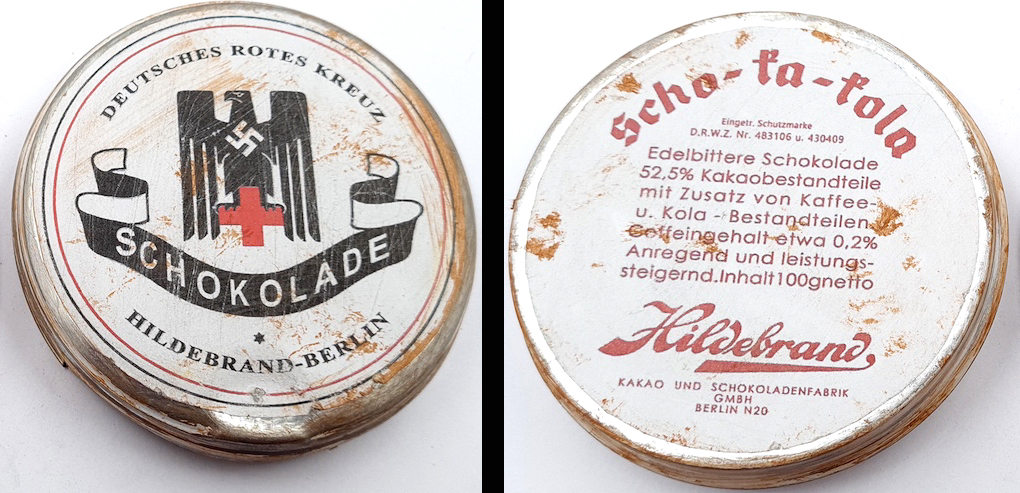 DEUTSCHES ROTES KREUZ
SCHOKOLADE
HILDEBRAND-BERLIN
Scho-ka-kola
Eingetr. Schutzmarke
D.R.W.Z. Nr. 483106 u. 430409
Edelbittere Schokolade
52,5% Kakaobestandteile
mit Zusatz von Kaffee-
u. Kola - Bestandteilen
Coffeingehalt etwa 0,2%
Anregend und leistungs-
steigernd.Inhalt100gnetto
Hildebrand,
KAKAO UND SCHOKOLADENFABRIK
GMBH
BERLIN N20